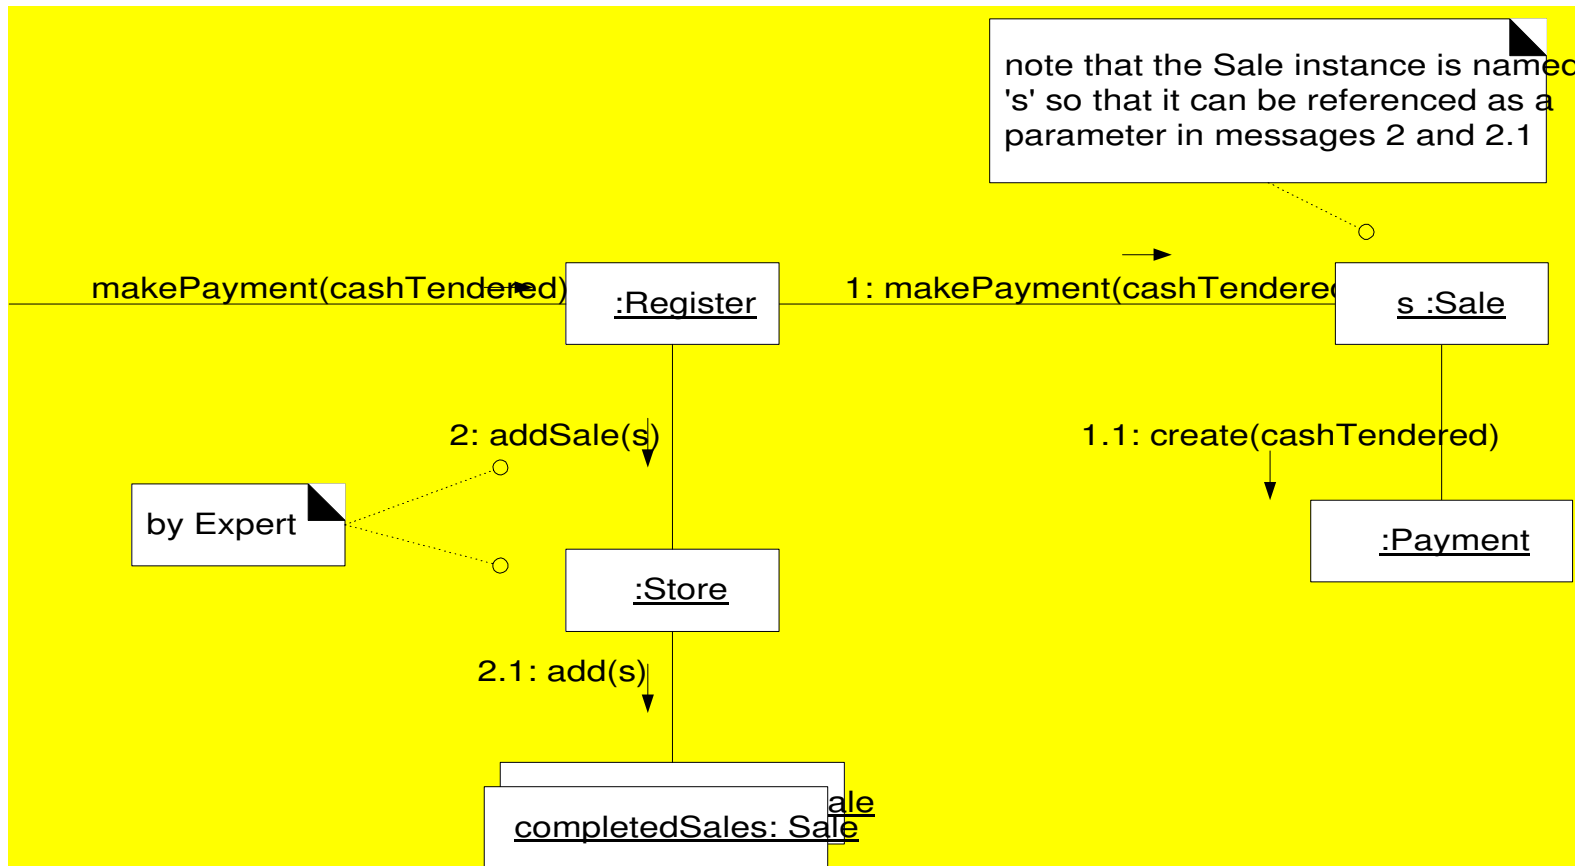 note that the Sale instance is named
's' so that it can be referenced as a
parameter in messages 2 and 2.1
makePayment(cashTendered)
:Register
1: makePayment(cashTendered
s :Sale
2: addSale(s)
1.1: create(cashTendered)
by Expert
:Payment
:Store
2.1: add(s)
ale
completedSales: Sale